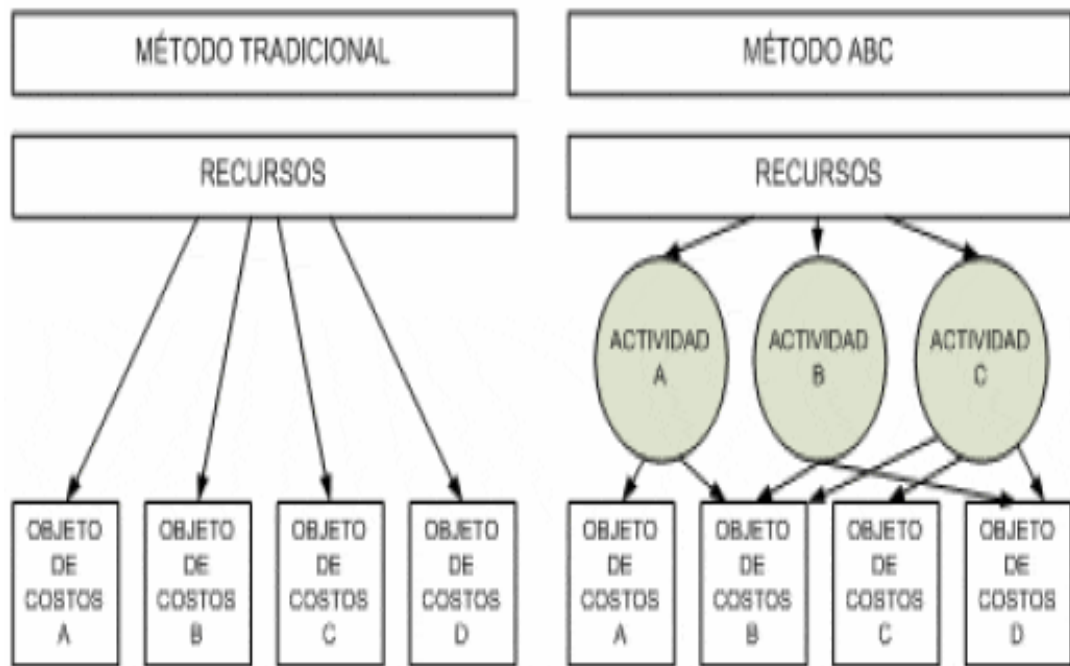 MÉTODO TRADICIONAL
RECURSOS
OBJETO
DE
COSTOS
A
OBJETO
DE
COSTOS
B
OBJETO
DE
COSTOS
C
OBJETO
DE
COSTOS
D
MÉTODO ABC
RECURSOS
ACTIVIDAD
A
ACTIVIDAD
B
ACTIVIDAD
C
OBJETO
DE
COSTOS
A
OBJETO
DE
COSTOS
B
OBJETO
DE
COSTOS
C
OBJETO
DE
COSTOS
D